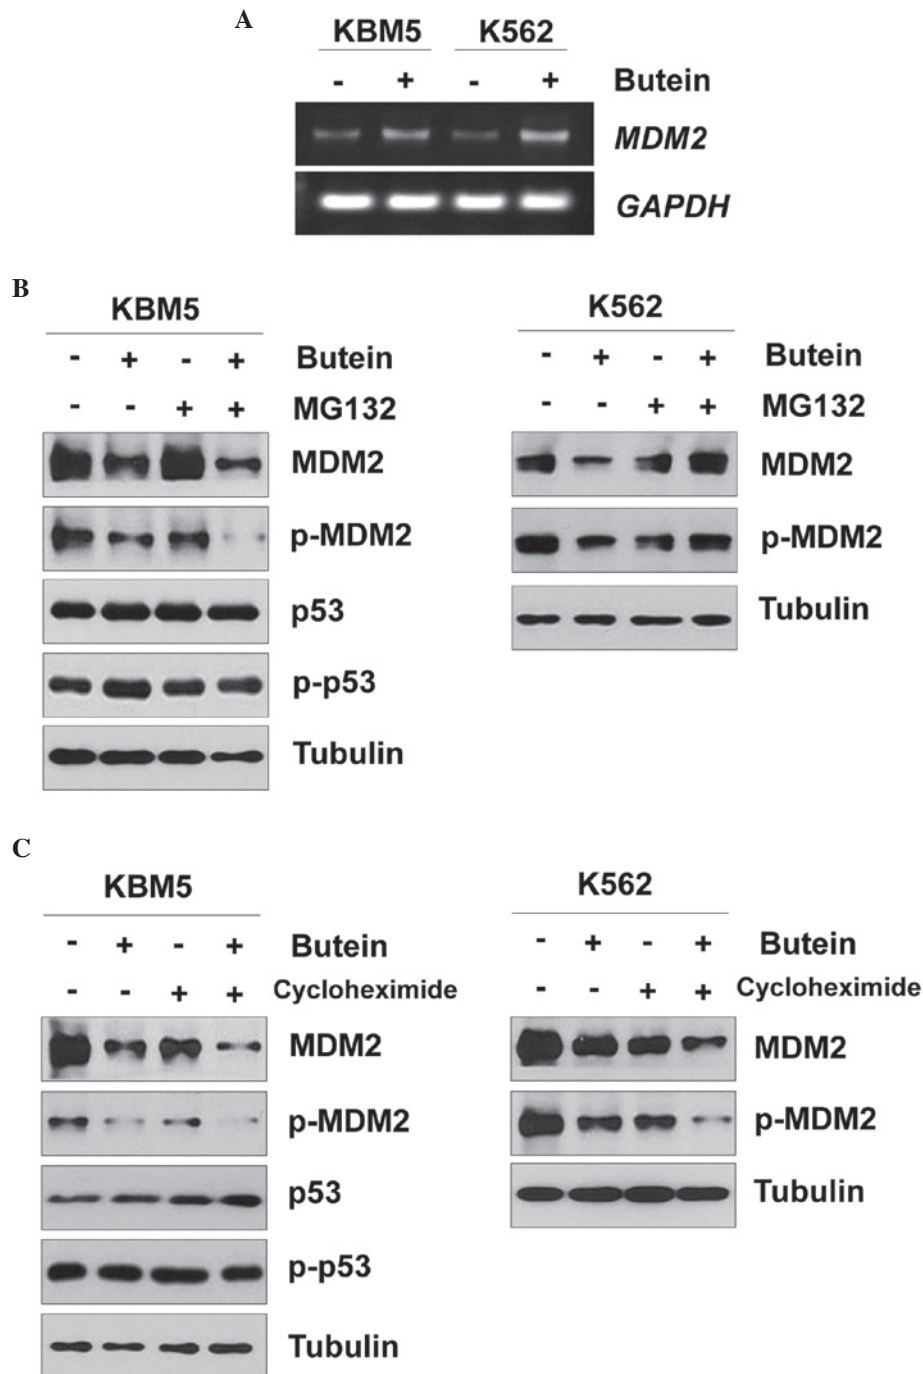 A
KBM5 K562
- + - + Butein
MDM2
GAPDH
B
KBM5
- + - + Butein
- - + + MG132
MDM2
p-MDM2
p53
p-p53
Tubulin
K562
- + - + Butein
- - + + MG132
MDM2
p-MDM2
Tubulin
C
KBM5
- + - + Butein
- - + + Cycloheximide
MDM2
p-MDM2
p53
p-p53
Tubulin
K562
- + - + Butein
- - + + Cycloheximide
MDM2
p-MDM2
Tubulin